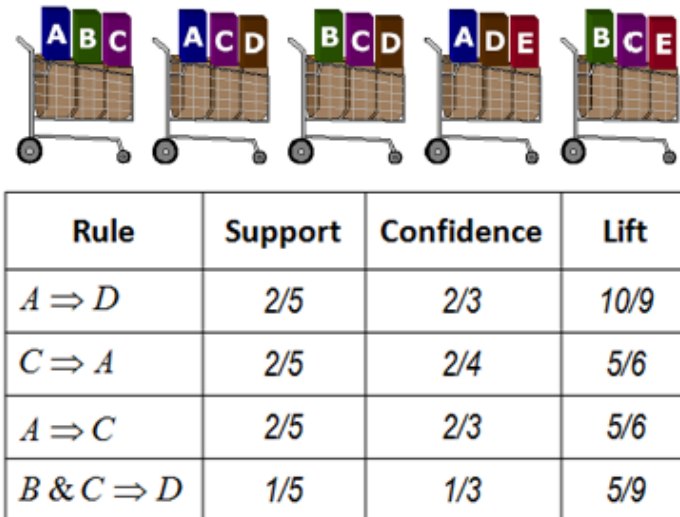 A B C A C D B C D A D E B C E
Rule Support Confidence Lift
A ⇒ D 2/5 2/3 10/9
C ⇒ A 2/5 2/4 5/6
A ⇒ C 2/5 2/3 5/6
B & C ⇒ D 1/5 1/3 5/9